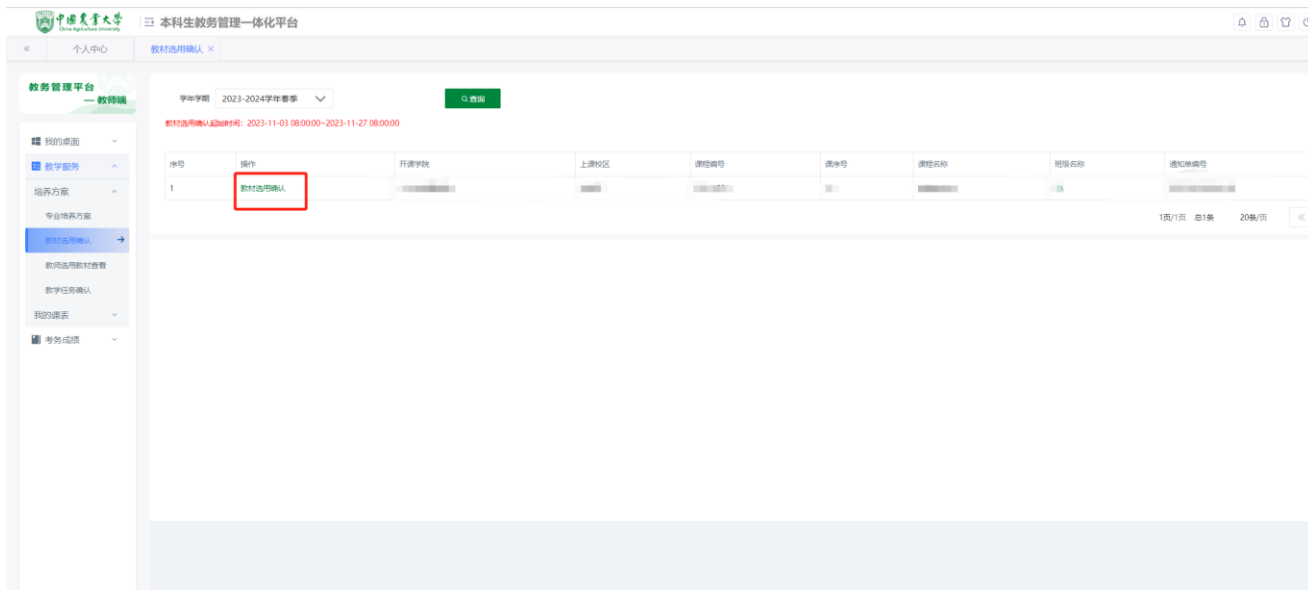 中国农业大学
China Agriculture University
本科生教务管理一体化平台
个人中心
教材选用确认
教务管理平台
— 教师端
我的桌面
教学服务
培养方案
专业培养方案
教材选用确认
教师选用教材查看
教学任务确认
我的课表
考务成绩
学年学期 2023-2024学年春季 查询
教材选用确认起始时间：2023-11-03 08:00:00~2023-11-27 08:00:00
序号 操作 开课学院 上课校区 课程编号 课序号 课程名称 班级名称 通知单编号
1 教材选用确认
1页/1页 总1条 20条/页